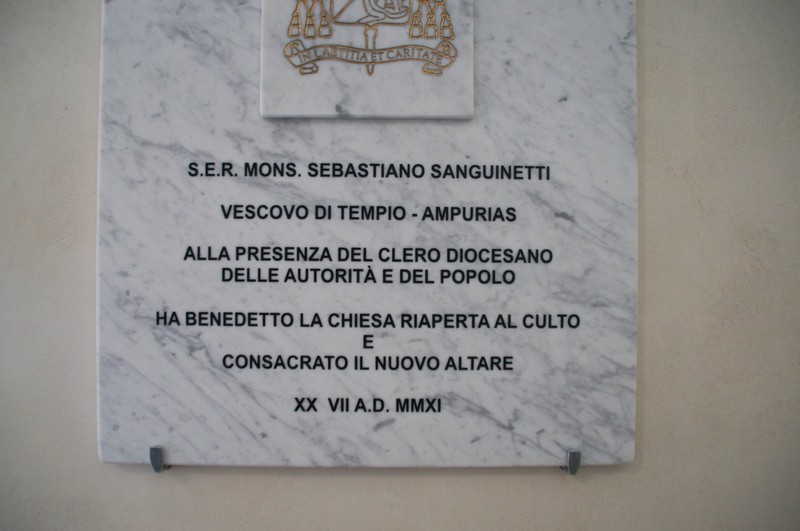 IN LAETITIA ET CARITATE
S.E.R. MONS. SEBASTIANO SANGUINETTI
VESCOVO DI TEMPIO - AMPURIAS
ALLA PRESENZA DEL CLERO DIOCESANO
DELLE AUTORITÀ E DEL POPOLO
HA BENEDETTO LA CHIESA RIAPERTA AL CULTO
E
CONSACRATO IL NUOVO ALTARE
XX VII A.D. MMXI